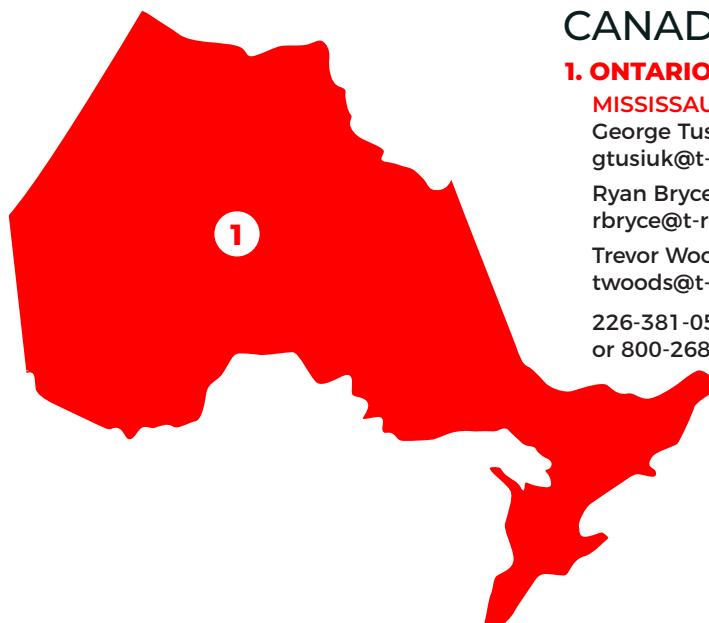 CANAD
1. ONTARIO
MISSISSAU
George Tus
gtusiuk@t-
Ryan Bryce
rbryce@t-r
Trevor Woo
twoods@t-
226-381-05
or 800-268
1